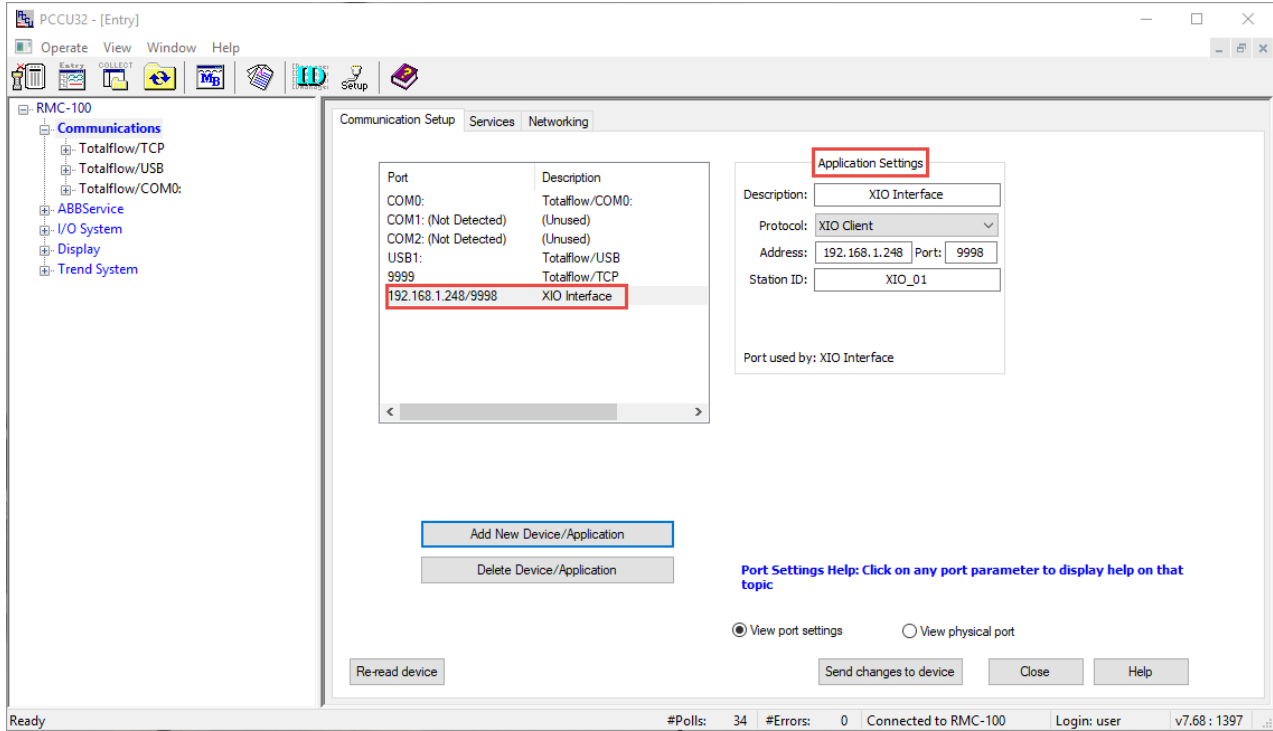 PCCU32 - [Entry]
Operate View Window Help
Entry COLLECT MB ID Setup
RMC-100
Communications
Totalflow/TCP
Totalflow/USB
Totalflow/COM0:
ABBService
I/O System
Display
Trend System
Communication Setup Services Networking
Port Description
COM0: Totalflow/COM0:
COM1: (Not Detected) (Unused)
COM2: (Not Detected) (Unused)
USB1: Totalflow/USB
9999 Totalflow/TCP
192.168.1.248/9998 XIO Interface
Application Settings
Description: XIO Interface
Protocol: XIO Client
Address: 192.168.1.248 Port: 9998
Station ID: XIO_01
Port used by: XIO Interface
Add New Device/Application
Delete Device/Application
Port Settings Help: Click on any port parameter to display help on that
topic
View port settings View physical port
Re-read device Send changes to device Close Help
Ready #Polls: 34 #Errors: 0 Connected to RMC-100 Login: user v7.68 : 1397